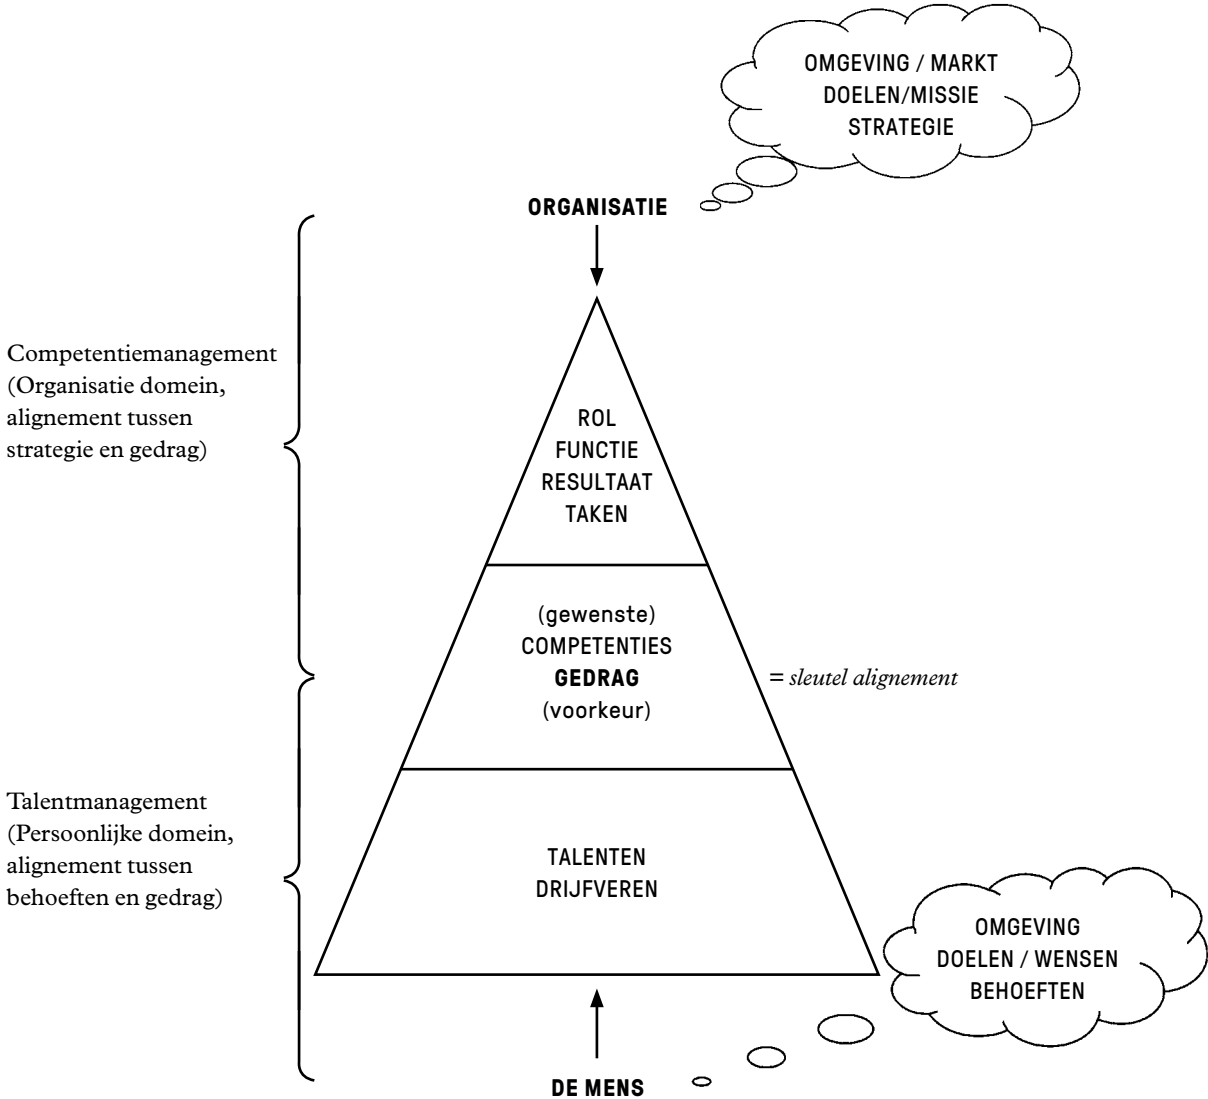 OMGEVING / MARKT
DOELEN/MISSIE
STRATEGIE
ORGANISATIE
Competentiemanagement
(Organisatie domein,
alignement tussen
strategie en gedrag)
ROL
FUNCTIE
RESULTAAT
TAKEN
(gewenste)
COMPETENTIES
GEDRAG
(voorkeur)
= sleutel alignement
Talentmanagement
(Persoonlijke domein,
alignement tussen
behoeften en gedrag)
TALENTEN
DRIJFVEREN
OMGEVING
DOELEN / WENSEN
BEHOEFTEN
DE MENS